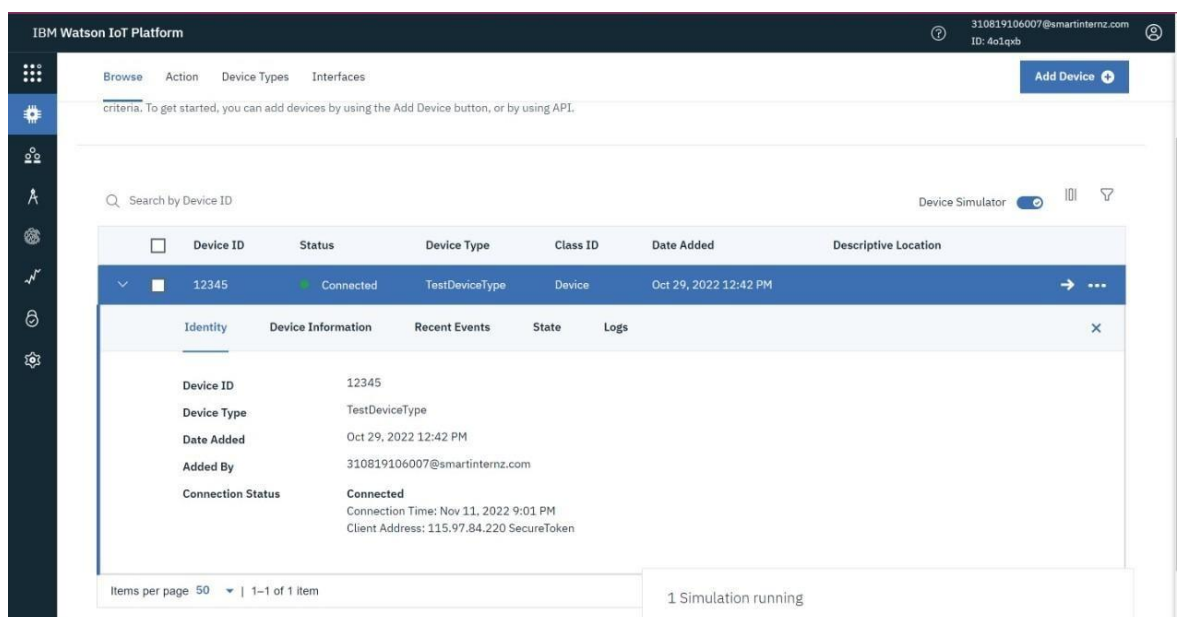 IBM Watson IoT Platform
310819106007@smartinternz.com
ID: 4o1qxb
Browse Action Device Types Interfaces
Add Device
criteria. To get started, you can add devices by using the Add Device button, or by using API.
Search by Device ID
Device Simulator
Device ID Status Device Type Class ID Date Added Descriptive Location
12345 Connected TestDeviceType Device Oct 29, 2022 12:42 PM
Identity Device Information Recent Events State Logs
Device ID 12345
Device Type TestDeviceType
Date Added Oct 29, 2022 12:42 PM
Added By 310819106007@smartinternz.com
Connection Status Connected
Connection Time: Nov 11, 2022 9:01 PM
Client Address: 115.97.84.220 SecureToken
Items per page 50 | 1–1 of 1 item
1 Simulation running